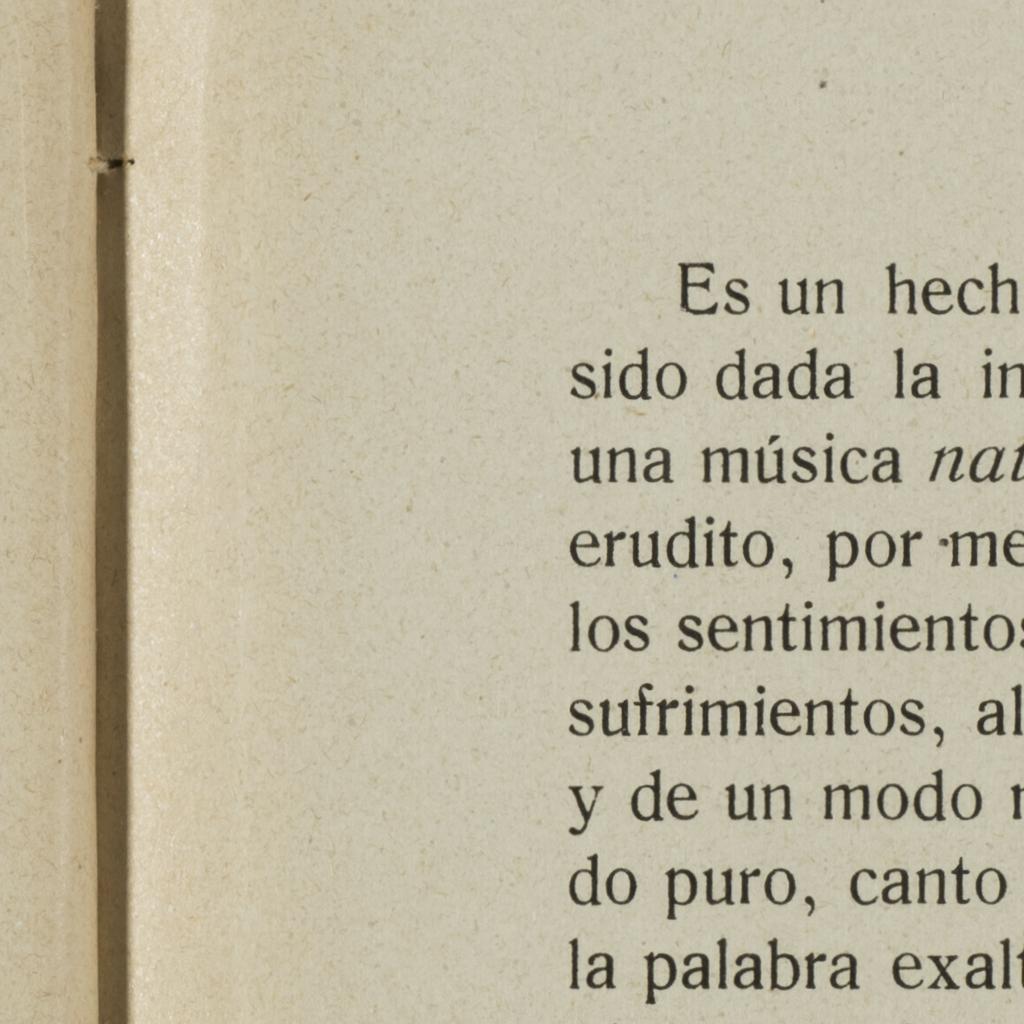 Es un hech
sido dada la in
una música nat
erudito, por me
los sentimientos
sufrimientos, al
y de un modo
do puro, canto
la palabra exalt